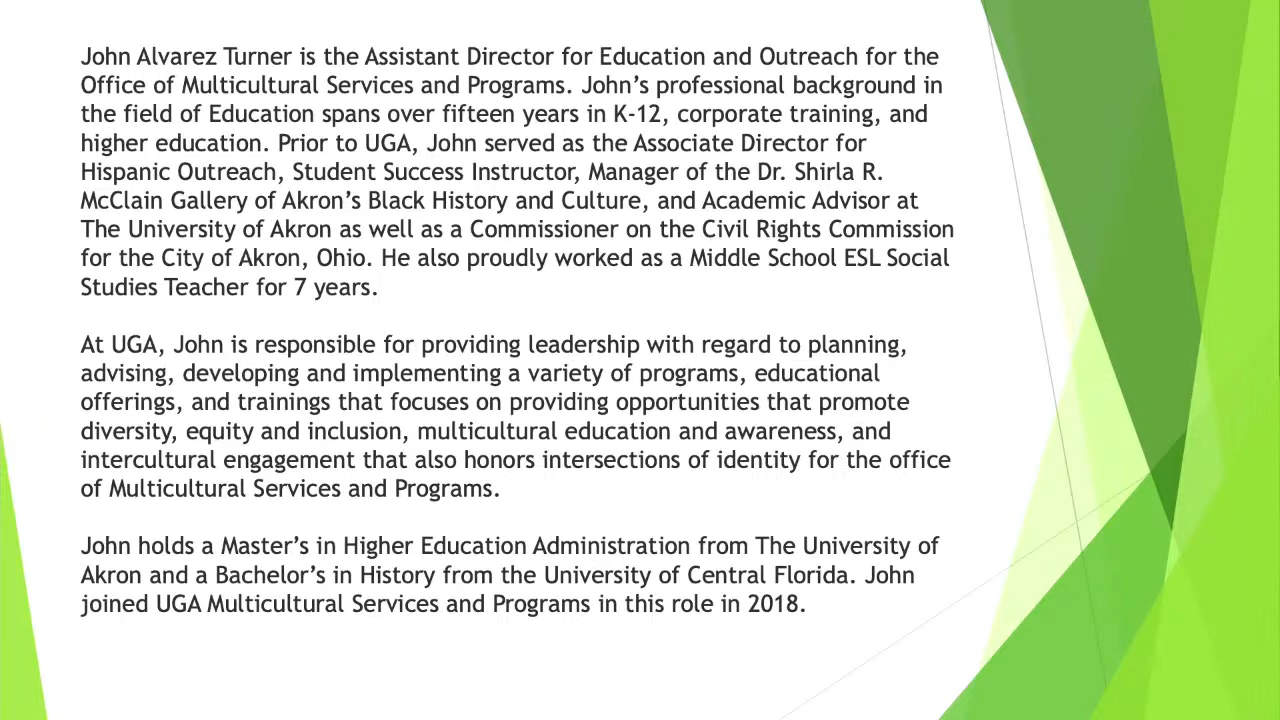 John Alvarez Turner is the Assistant Director for Education and Outreach for the
Office of Multicultural Services and Programs. John’s professional background in
the field of Education spans over fifteen years in K-12, corporate training, and
higher education. Prior to UGA, John served as the Associate Director for
Hispanic Outreach, Student Success Instructor, Manager of the Dr. Shirla R.
McClain Gallery of Akron’s Black History and Culture, and Academic Advisor at
The University of Akron as well as a Commissioner on the Civil Rights Commission
for the City of Akron, Ohio. He also proudly worked as a Middle School ESL Social
Studies Teacher for 7 years.
At UGA, John is responsible for providing leadership with regard to planning,
advising, developing and implementing a variety of programs, educational
offerings, and trainings that focuses on providing opportunities that promote
diversity, equity and inclusion, multicultural education and awareness, and
intercultural engagement that also honors intersections of identity for the office
of Multicultural Services and Programs.
John holds a Master’s in Higher Education Administration from The University of
Akron and a Bachelor’s in History from the University of Central Florida. John
joined UGA Multicultural Services and Programs in this role in 2018.